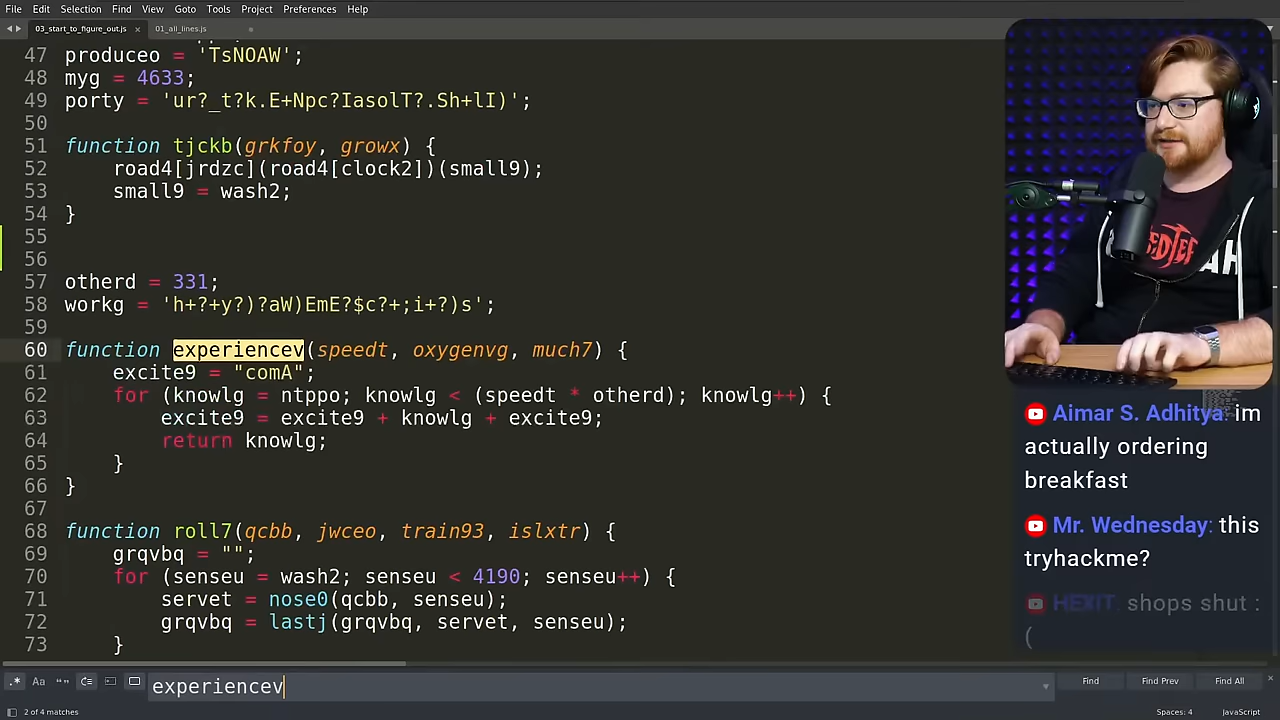 File Edit Selection Find View Goto Tools Project Preferences Help
03_start_to_figure_out.js × 01_all_lines.js
47 produceo = 'TsNOAW';
48 myg = 4633;
49 porty = 'ur?_t?k.E+Npc?IasolT?.Sh+lI)';
50
51 function tjckb(grkfoy, growx) {
52 road4[jrdzc](road4[clock2])(small9);
53 small9 = wash2;
54 }
55
56
57 otherd = 331;
58 workg = 'h+?+y?)?aW)EmE?$c?+;i+?)s';
59
60 function experiencev(speedt, oxygenvg, much7) {
61 excite9 = "comA";
62 for (knowlg = ntppo; knowlg < (speedt * otherd); knowlg++) {
63 excite9 = excite9 + knowlg + excite9;
64 return knowlg;
65 }
66 }
67
68 function roll7(qcbb, jwceo, train93, islxtr) {
69 grqvbq = "";
70 for (senseu = wash2; senseu < 4190; senseu++) {
71 servet = nose0(qcbb, senseu);
72 grqvbq = lastj(grqvbq, servet, senseu);
73 }
Aimar S. Adhitya: im
actually ordering
breakfast
Mr. Wednesday: this
tryhackme?
HEXIT: shops shut :
(
.* Aa “” experiencev Find Find Prev Find All ×
2 of 4 matches Spaces: 4 JavaScript